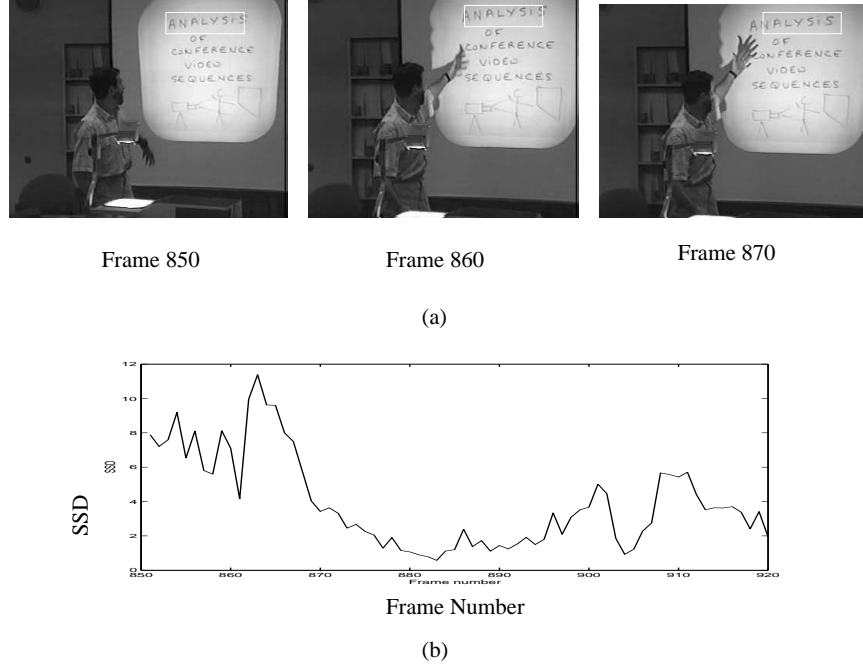 ANALYSIS
OF
CONFERENCE
VIDEO
SEQUENCES
ANALYSIS
OF
CONFERENCE
VIDEO
SEQUENCES
ANALYSIS
OF
CONFERENCE
VIDEO
SEQUENCES
Frame 850
Frame 860
Frame 870
(a)
12
10
8
6
4
2
0
SSD
SSD
850
860
870
880
890
900
910
920
Frame number
Frame Number
(b)